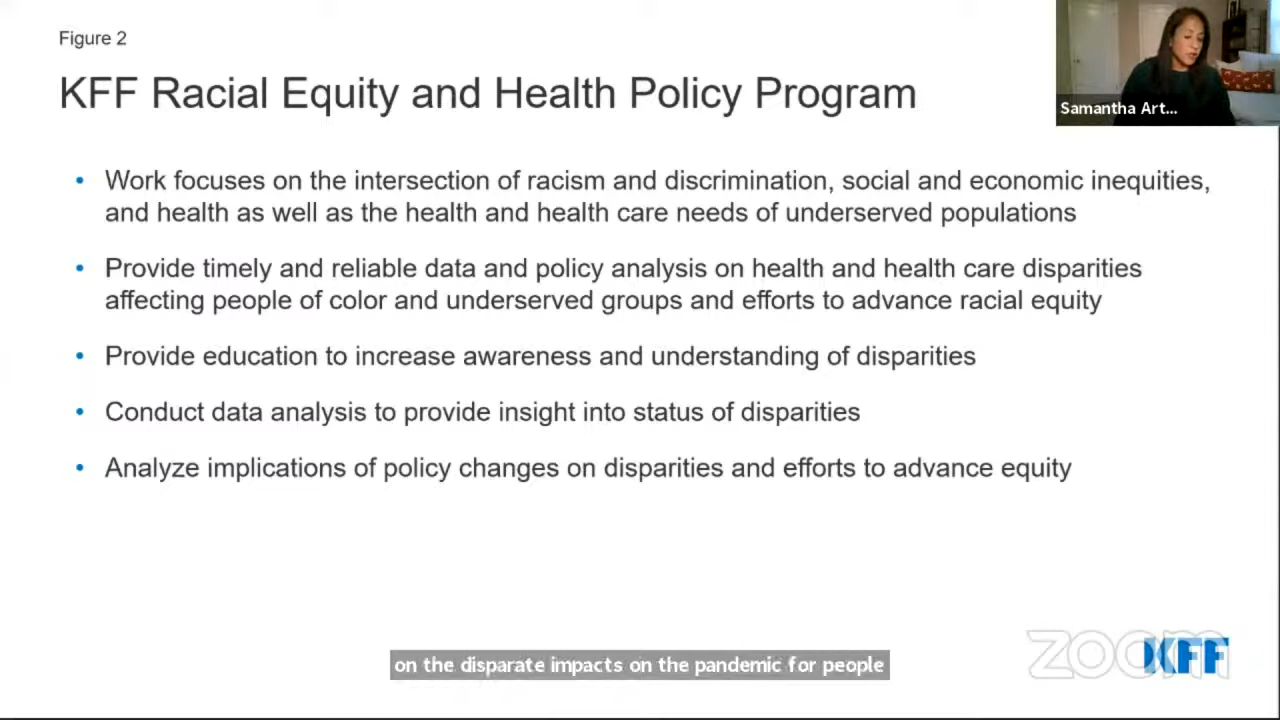 Figure 2
KFF Racial Equity and Health Policy Program
Samantha Art...
• Work focuses on the intersection of racism and discrimination, social and economic inequities,
and health as well as the health and health care needs of underserved populations
• Provide timely and reliable data and policy analysis on health and health care disparities
affecting people of color and underserved groups and efforts to advance racial equity
• Provide education to increase awareness and understanding of disparities
• Conduct data analysis to provide insight into status of disparities
• Analyze implications of policy changes on disparities and efforts to advance equity
on the disparate impacts on the pandemic for people
zoom
KFF